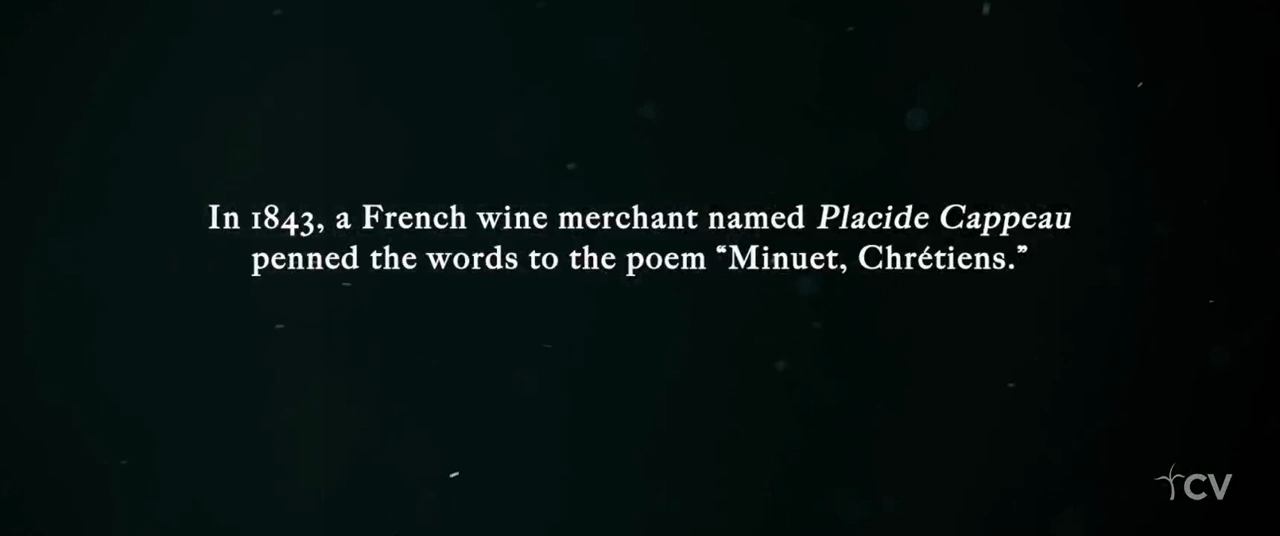 In 1843, a French wine merchant named Placide Cappeau
penned the words to the poem “Minuet, Chrétiens.”
CV